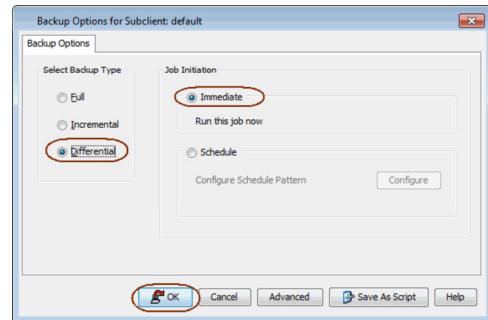 Backup Options for Subclient: default
Backup Options
Select Backup Type
Full
Incremental
Differential
Job Initiation
Immediate
Run this job now
Schedule
Configure Schedule Pattern
Configure
OK
Cancel
Advanced
Save As Script
Help